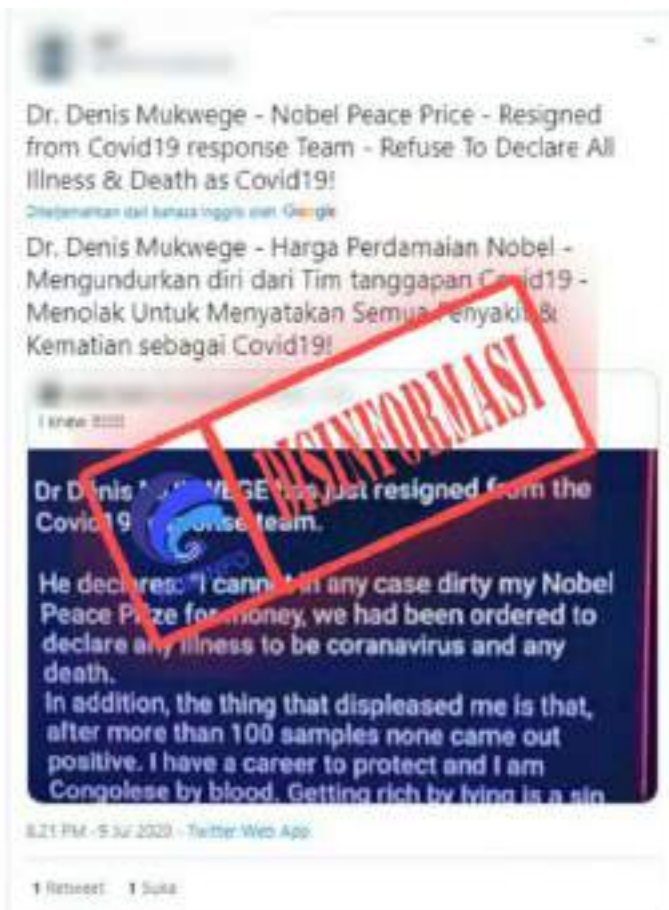 Dr. Denis Mukwege - Nobel Peace Price - Resigned
from Covid19 response Team - Refuse To Declare All
Illness & Death as Covid19!
Diterjemahkan dari bahasa Inggris oleh Google
Dr. Denis Mukwege - Harga Perdamaian Nobel -
Mengundurkan diri dari Tim tanggapan Covid19 -
Menolak Untuk Menyatakan Semua Penyakit &
Kematian sebagai Covid19!
I knew !!!!!
DISINFORMASI
Dr Denis has just resigned from the
Covid19 response team.
He declares: "I cannot in any case dirty my Nobel
Peace Prize for money, we had been ordered to
declare any illness to be coranavirus and any
death.
In addition, the thing that displeased me is that,
after more than 100 samples none came out
positive. I have a career to protect and I am
Congolese by blood. Getting rich by lying is a sin
8.21 PM - 9 Jul 2020 - Twitter Web App
1 Retweet 1 Suka